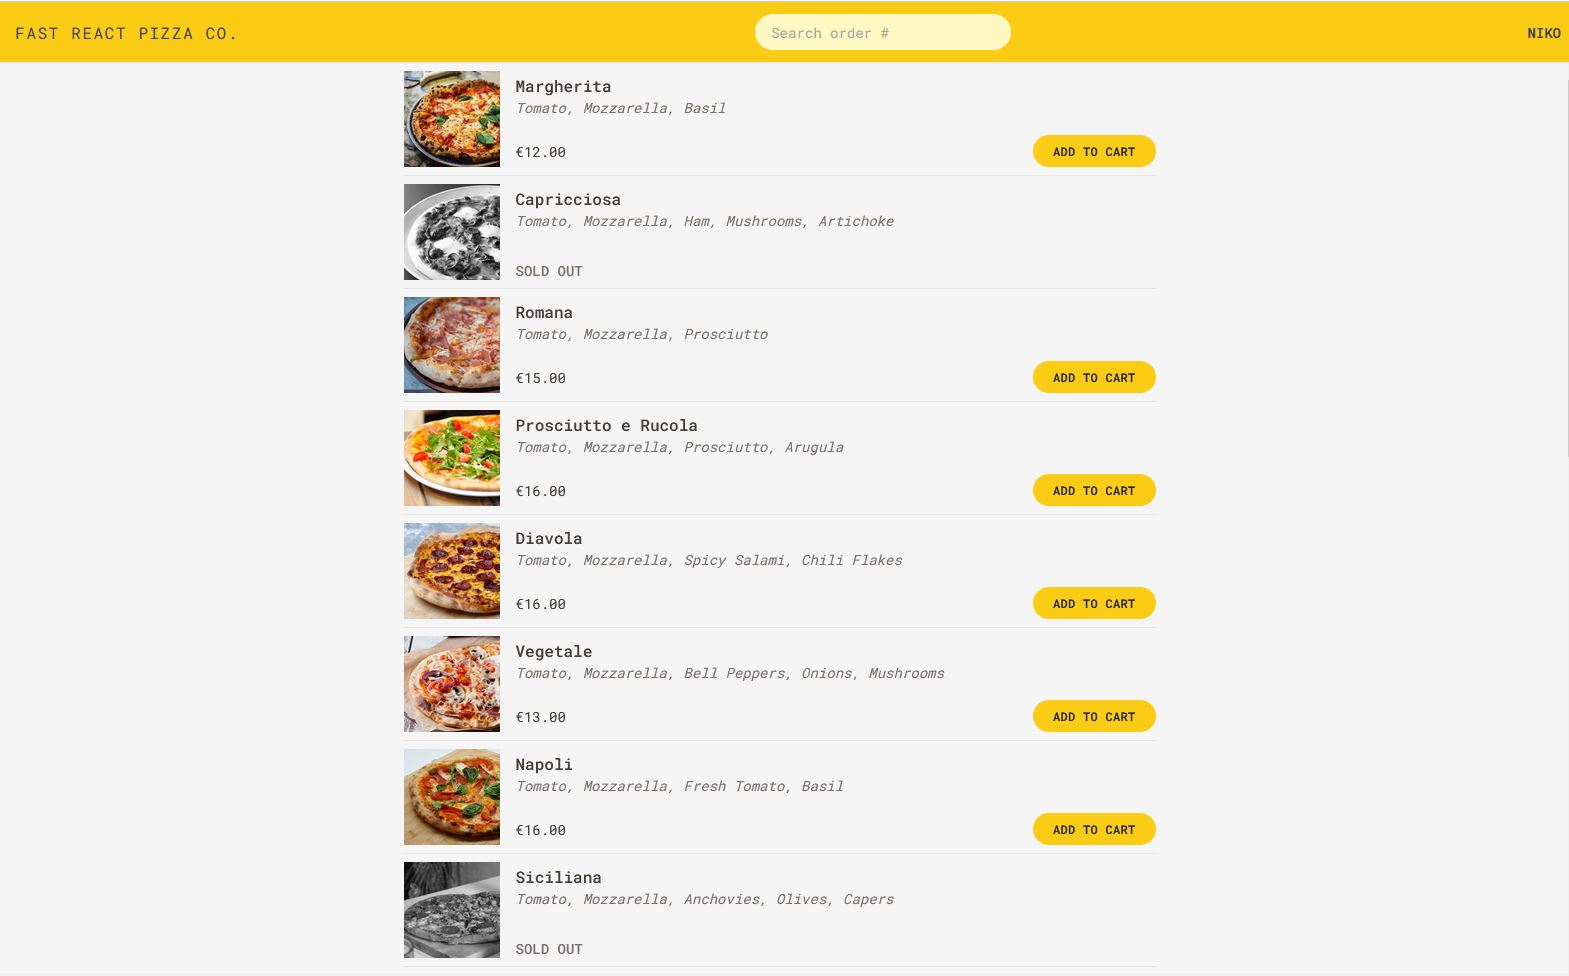 FAST REACT PIZZA CO.
Search order #
NIKO
Margherita
Tomato, Mozzarella, Basil
€12.00
ADD TO CART
Capricciosa
Tomato, Mozzarella, Ham, Mushrooms, Artichoke
SOLD OUT
Romana
Tomato, Mozzarella, Prosciutto
€15.00
ADD TO CART
Prosciutto e Rucola
Tomato, Mozzarella, Prosciutto, Arugula
€16.00
ADD TO CART
Diavola
Tomato, Mozzarella, Spicy Salami, Chili Flakes
€16.00
ADD TO CART
Vegetale
Tomato, Mozzarella, Bell Peppers, Onions, Mushrooms
€13.00
ADD TO CART
Napoli
Tomato, Mozzarella, Fresh Tomato, Basil
€16.00
ADD TO CART
Siciliana
Tomato, Mozzarella, Anchovies, Olives, Capers
SOLD OUT